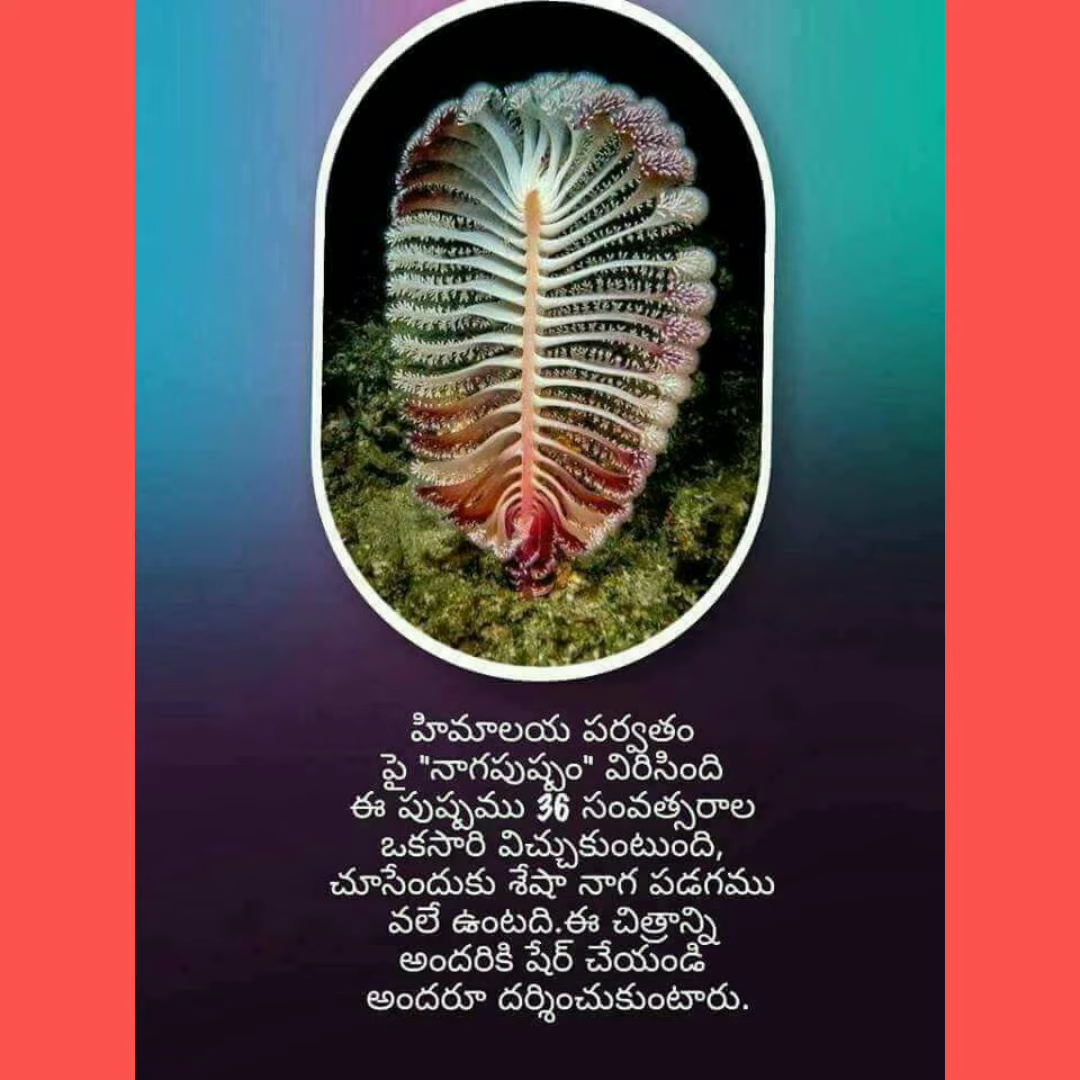 హిమాలయ పర్వతం
పై "నాగపుష్పం" విరిసింది
ఈ పుష్పము 36 సంవత్సరాల
ఒకసారి విచ్చుకుంటుంది,
చూసేందుకు శేషా నాగ పడగము
వలే ఉంటది.ఈ చిత్రాన్ని
అందరికి షేర్ చేయండి
అందరూ దర్శించుకుంటారు.